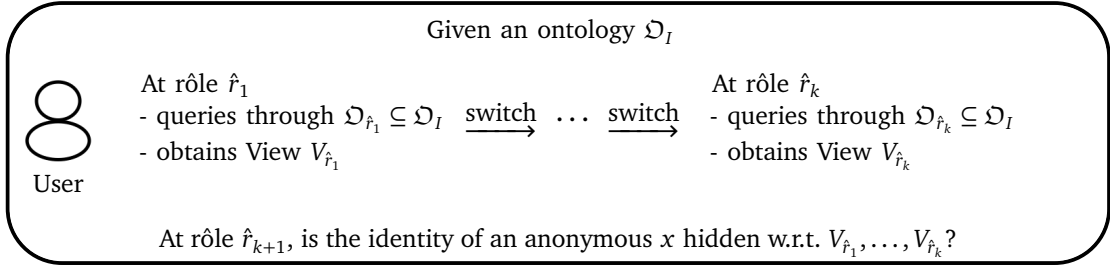 Given an ontology 𝔒_I
At rôle r̂_1
- queries through 𝔒_{r̂_1} ⊆ 𝔒_I
- obtains View V_{r̂_1}
switch
...
switch
At rôle r̂_k
- queries through 𝔒_{r̂_k} ⊆ 𝔒_I
- obtains View V_{r̂_k}
User
At rôle r̂_{k+1}, is the identity of an anonymous x hidden w.r.t. V_{r̂_1}, ..., V_{r̂_k}?